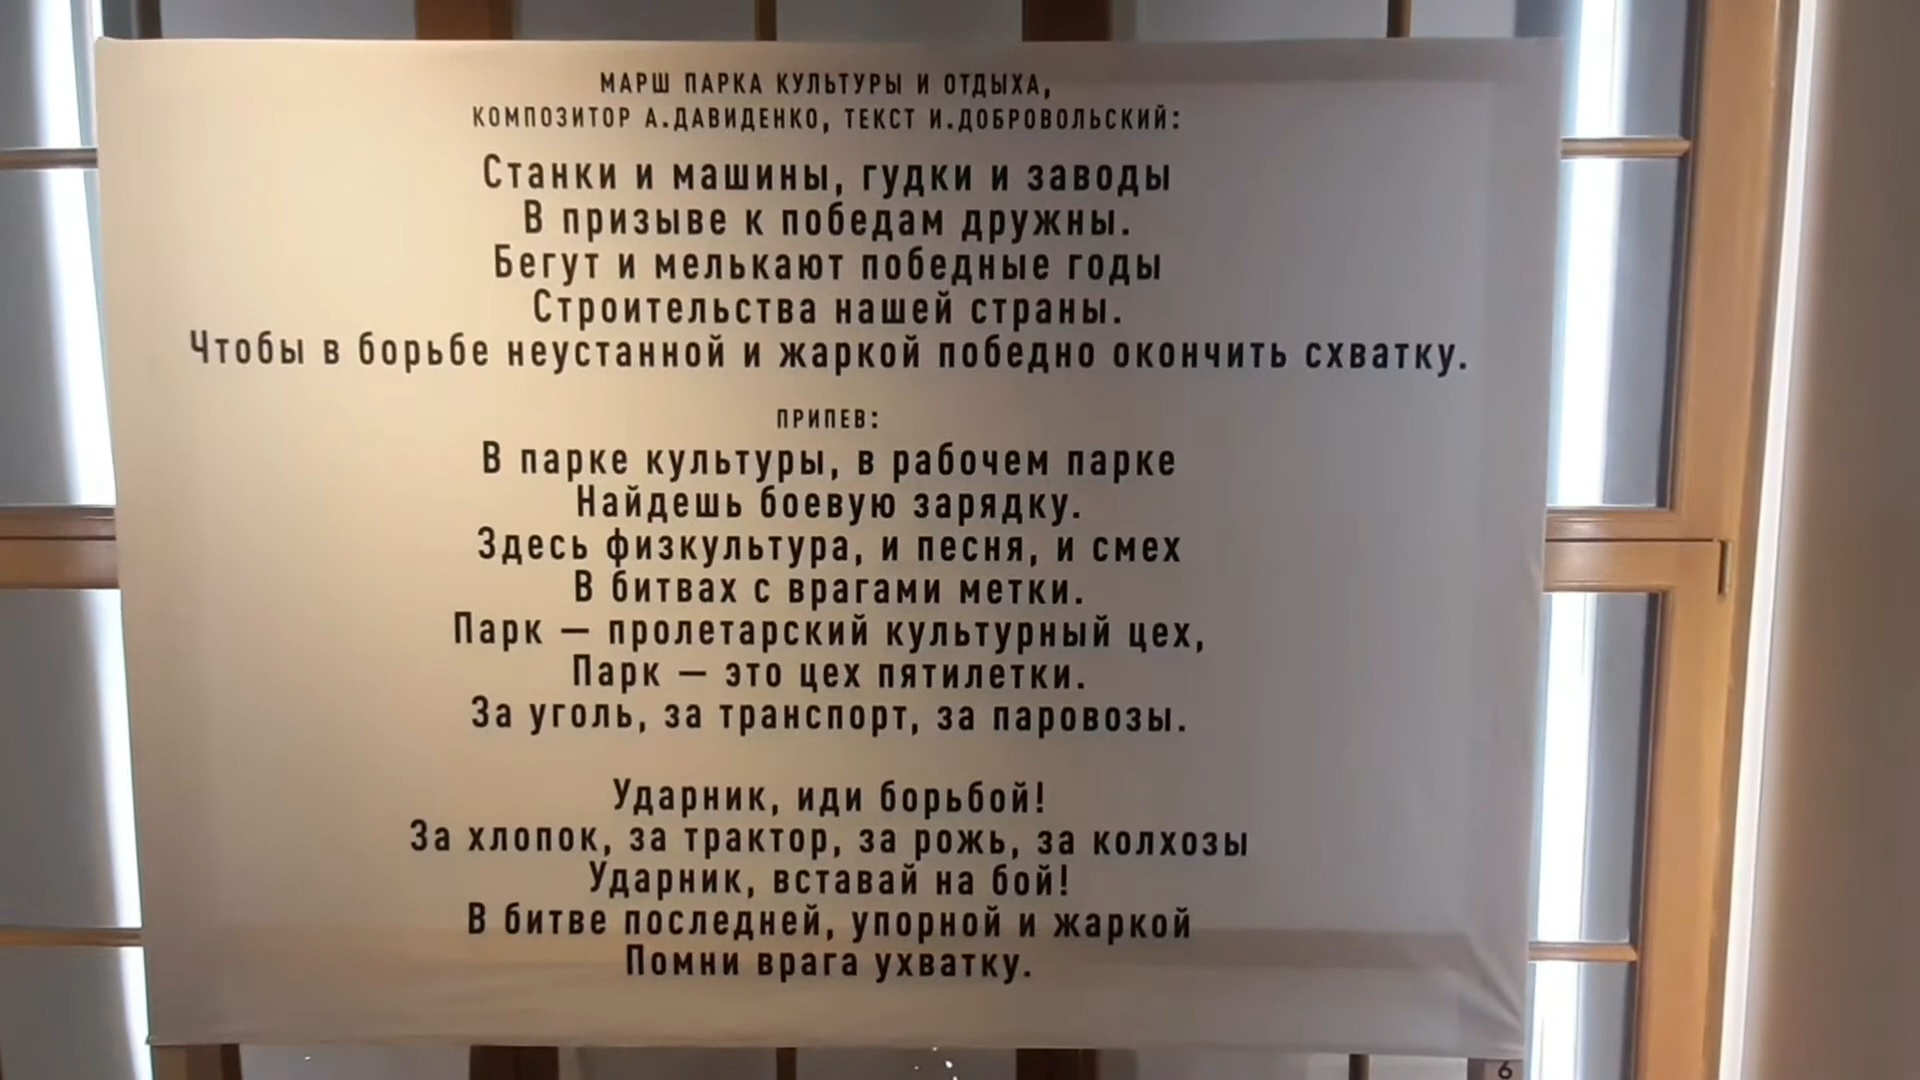 МАРШ ПАРКА КУЛЬТУРЫ И ОТДЫХА,
КОМПОЗИТОР А.ДАВИДЕНКО, ТЕКСТ И.ДОБРОВОЛЬСКИЙ:
Станки и машины, гудки и заводы
В призыве к победам дружны.
Бегут и мелькают победные годы
Строительства нашей страны.
Чтобы в борьбе неустанной и жаркой победно окончить схватку.
ПРИПЕВ:
В парке культуры, в рабочем парке
Найдешь боевую зарядку.
Здесь физкультура, и песня, и смех
В битвах с врагами метки.
Парк — пролетарский культурный цех,
Парк — это цех пятилетки.
За уголь, за транспорт, за паровозы.
Ударник, иди борьбой!
За хлопок, за трактор, за рожь, за колхозы
Ударник, вставай на бой!
В битве последней, упорной и жаркой
Помни врага ухватку.
6